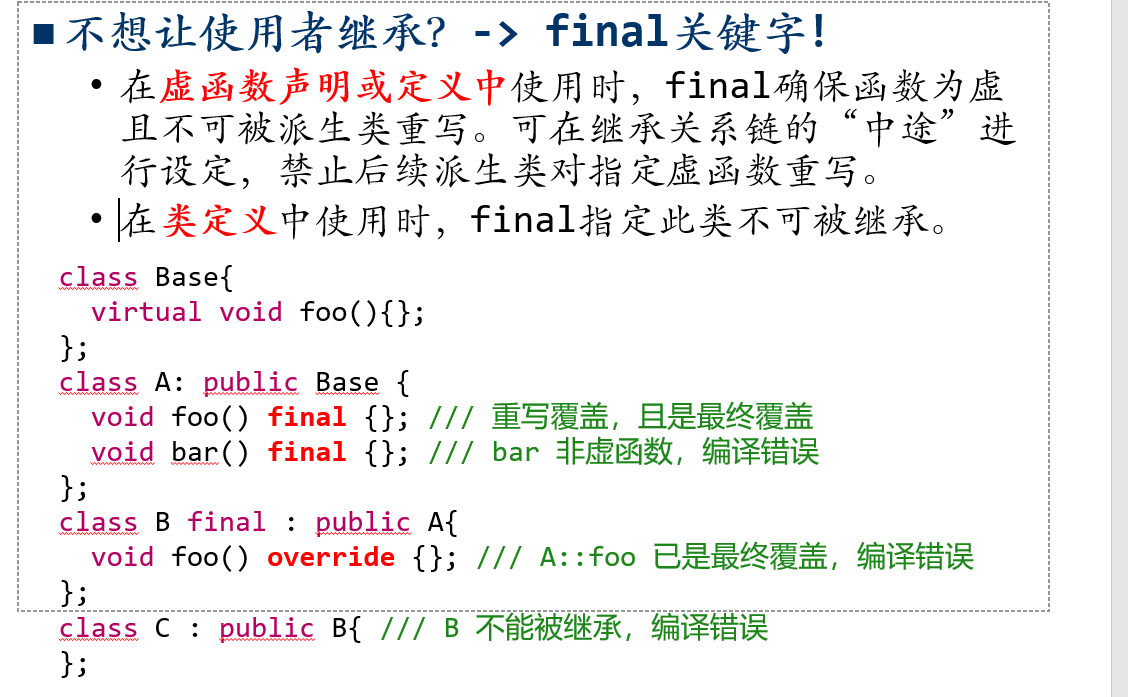 ■不想让使用者继承？-> final关键字！
• 在虚函数声明或定义中使用时，final确保函数为虚
且不可被派生类重写。可在继承关系链的“中途”进
行设定，禁止后续派生类对指定虚函数重写。
• 在类定义中使用时，final指定此类不可被继承。
class Base{
  virtual void foo(){};
};
class A: public Base {
  void foo() final {}; /// 重写覆盖，且是最终覆盖
  void bar() final {}; /// bar 非虚函数，编译错误
};
class B final : public A{
  void foo() override {}; /// A::foo 已是最终覆盖，编译错误
};
class C : public B{ /// B 不能被继承，编译错误
};